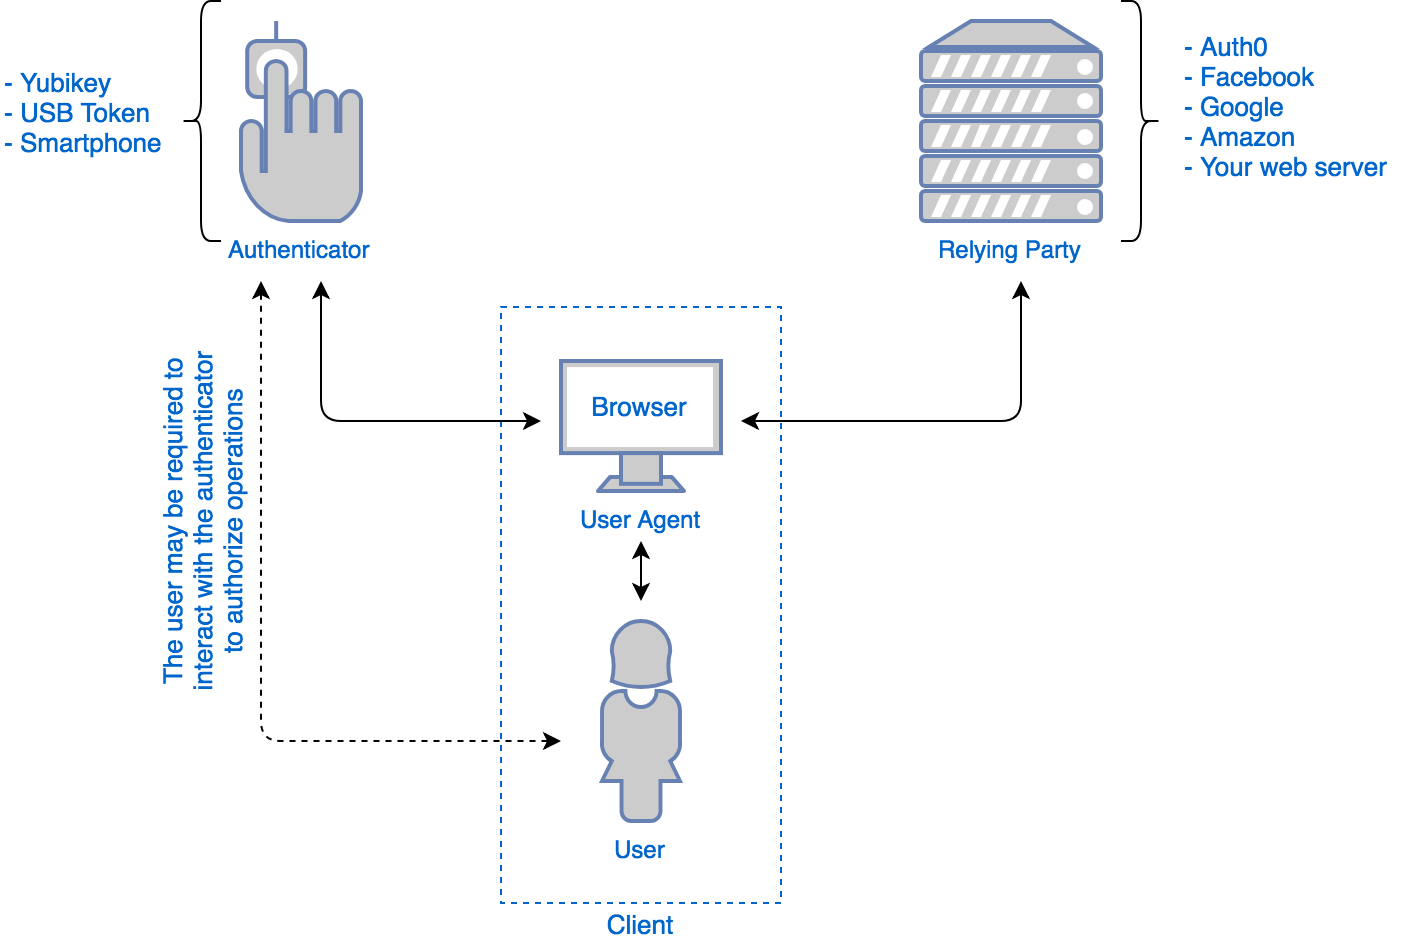 - Yubikey
- USB Token
- Smartphone
Authenticator
- Auth0
- Facebook
- Google
- Amazon
- Your web server
Relying Party
The user may be required to
interact with the authenticator
to authorize operations
Browser
User Agent
User
Client